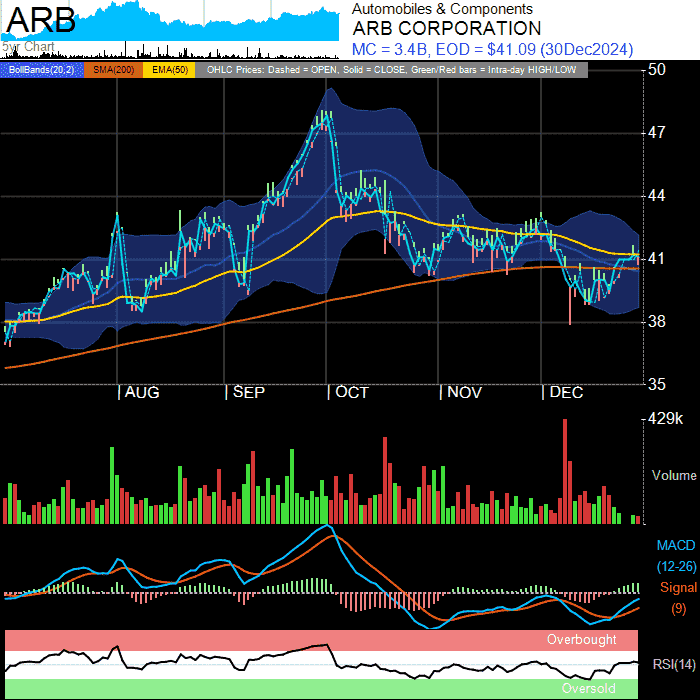 ARB
5yr Chart
Automobiles & Components
ARB CORPORATION
MC = 3.4B, EOD = $41.09 (30Dec2024)
BollBands(20,2) SMA(200) EMA(50) OHLC Prices: Dashed = OPEN, Solid = CLOSE, Green/Red bars = Intra-day HIGH/LOW
50
47
44
41
38
35
AUG SEP OCT NOV DEC
429k
Volume
MACD
(12-26)
Signal
(9)
Overbought
RSI(14)
Oversold